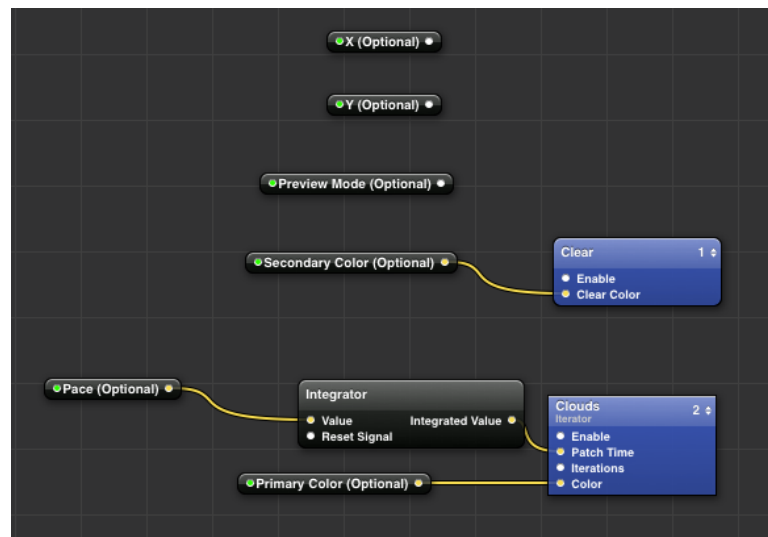 X (Optional)
Y (Optional)
Preview Mode (Optional)
Secondary Color (Optional)
Clear 1
Enable
Clear Color
Pace (Optional)
Integrator
Value Integrated Value
Reset Signal
Clouds 2
Iterator
Enable
Patch Time
Iterations
Color
Primary Color (Optional)